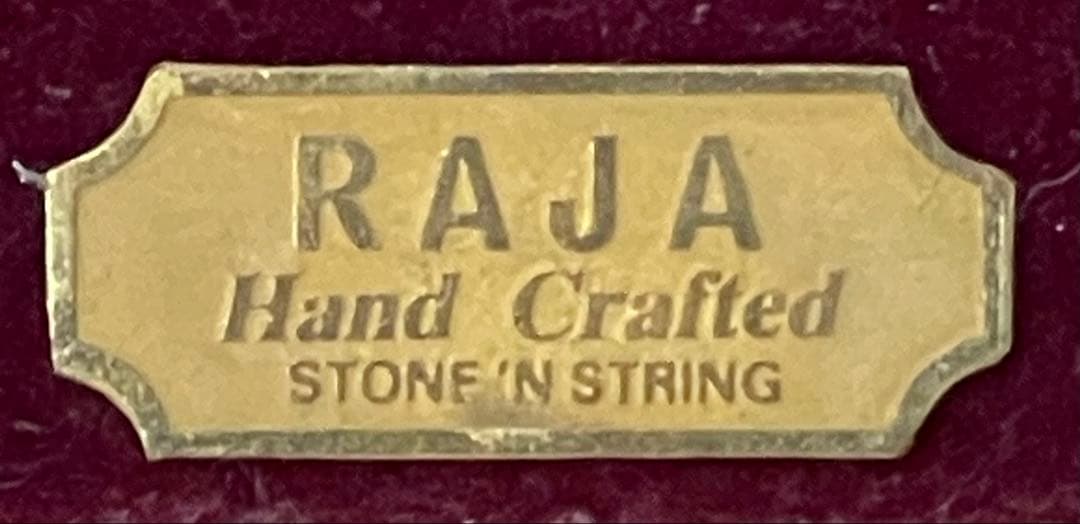 RAJA
Hand Crafted
STONE 'N STRING